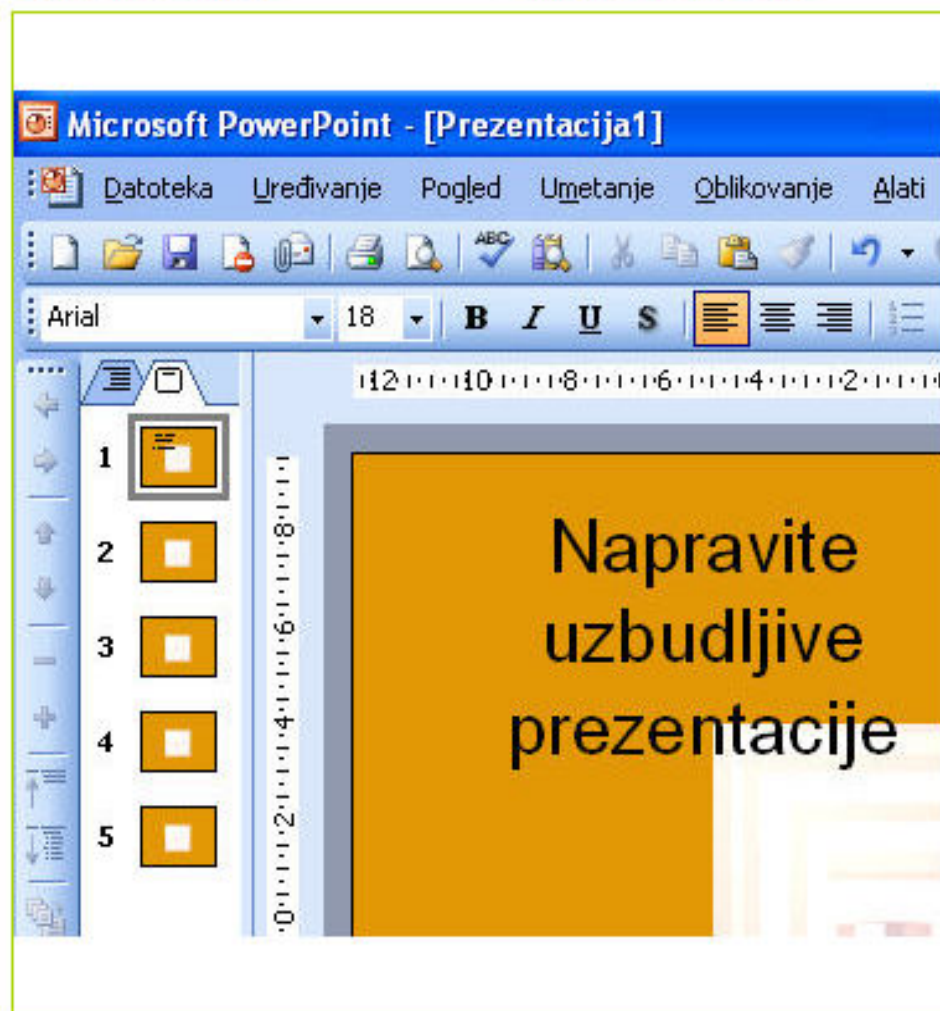 Microsoft PowerPoint - [Prezentacija1]
Datoteka Uređivanje Pogled Umetanje Oblikovanje Alati
ABC
Arial 18 B I U S
12 10 8 6 4 2
1
2
3
4
5
8
6
4
2
0
Napravite
uzbudljive
prezentacije